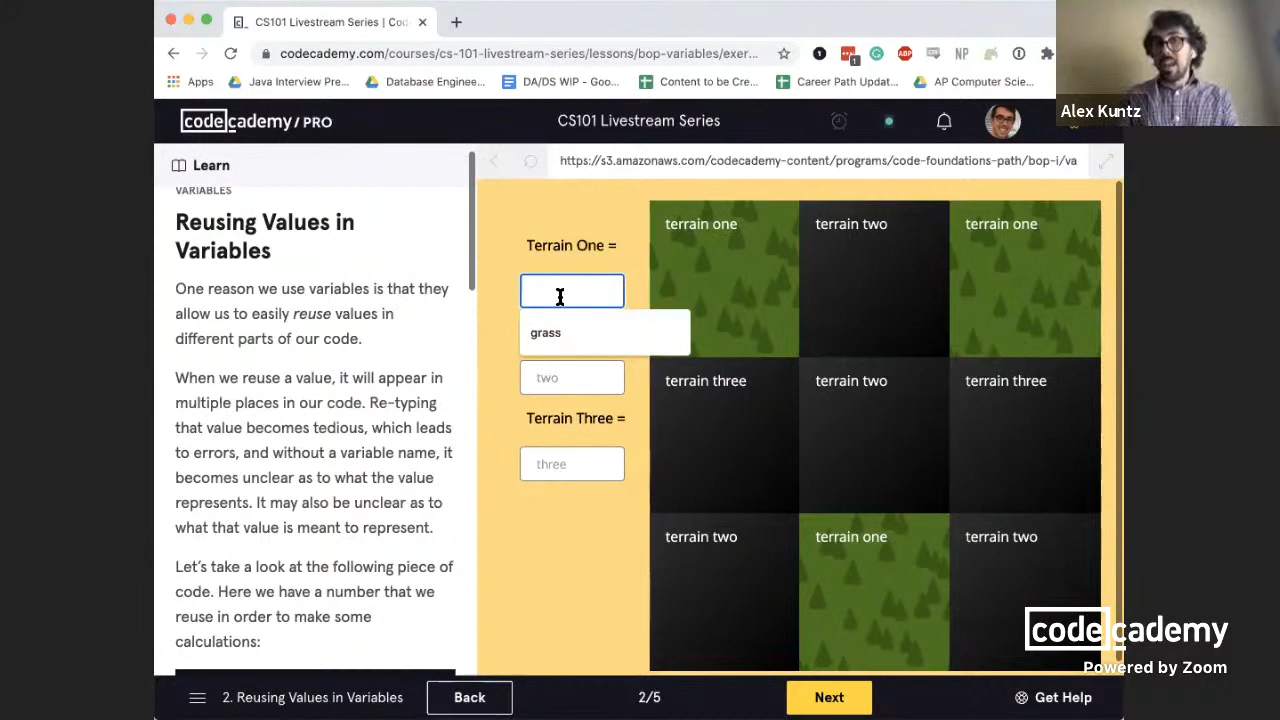 CS101 Livestream Series | Cod
codecademy.com/courses/cs-101-livestream-series/lessons/bop-variables/exer...
1
ABP
NP
Apps
Java Interview Pre...
Database Enginee...
DA/DS WIP - Goo...
Content to be Cre...
Career Path Updat...
AP Computer Scie...
Alex Kuntz
codecademy / PRO
CS101 Livestream Series
Learn
https://s3.amazonaws.com/codecademy-content/programs/code-foundations-path/bop-i/va
VARIABLES
Reusing Values in
Variables
One reason we use variables is that they
allow us to easily reuse values in
different parts of our code.
When we reuse a value, it will appear in
multiple places in our code. Re-typing
that value becomes tedious, which leads
to errors, and without a variable name, it
becomes unclear as to what the value
represents. It may also be unclear as to
what that value is meant to represent.
Let's take a look at the following piece of
code. Here we have a number that we
reuse in order to make some
calculations:
Terrain One =
grass
two
Terrain Three =
three
terrain one
terrain two
terrain one
terrain three
terrain two
terrain three
terrain two
terrain one
terrain two
codecademy
Powered by Zoom
2. Reusing Values in Variables
Back
2/5
Next
Get Help